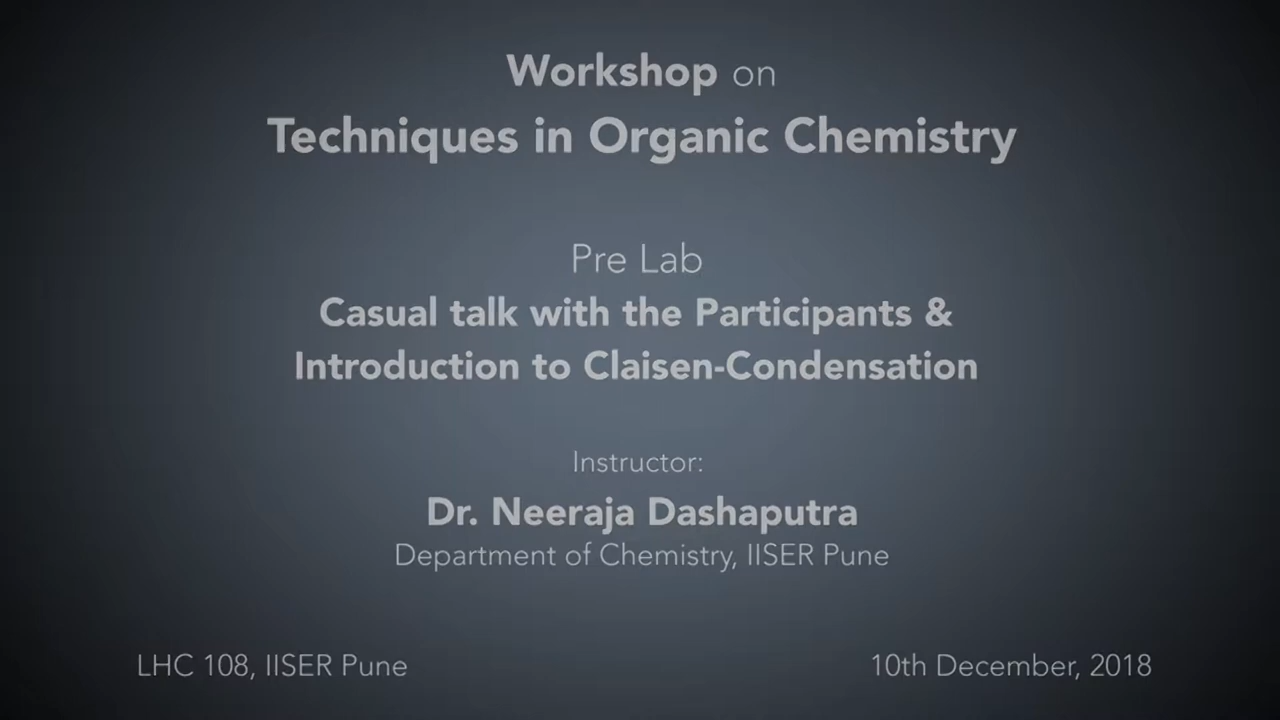 Workshop on
Techniques in Organic Chemistry
Pre Lab
Casual talk with the Participants &
Introduction to Claisen-Condensation
Instructor:
Dr. Neeraja Dashaputra
Department of Chemistry, IISER Pune
LHC 108, IISER Pune
10th December, 2018